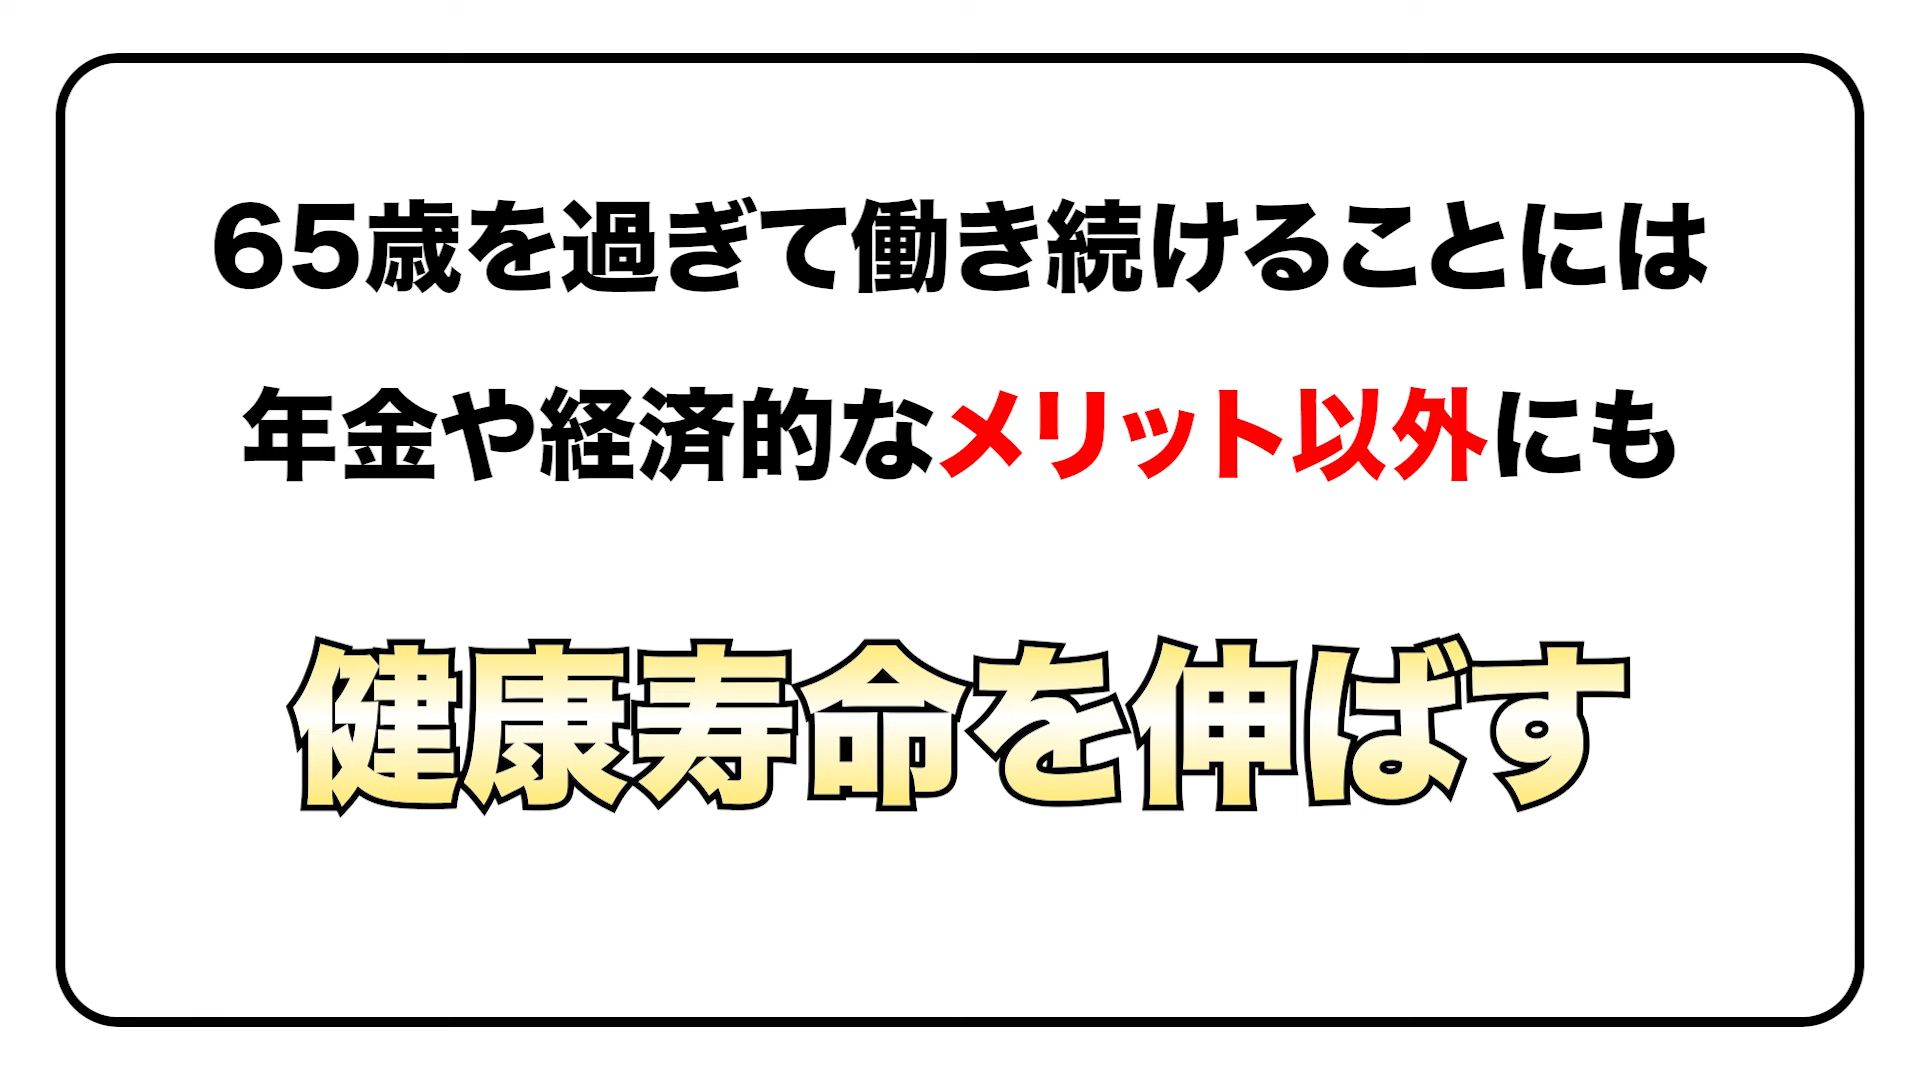 65歳を過ぎて働き続けることには
年金や経済的なメリット以外にも
健康寿命を伸ばす